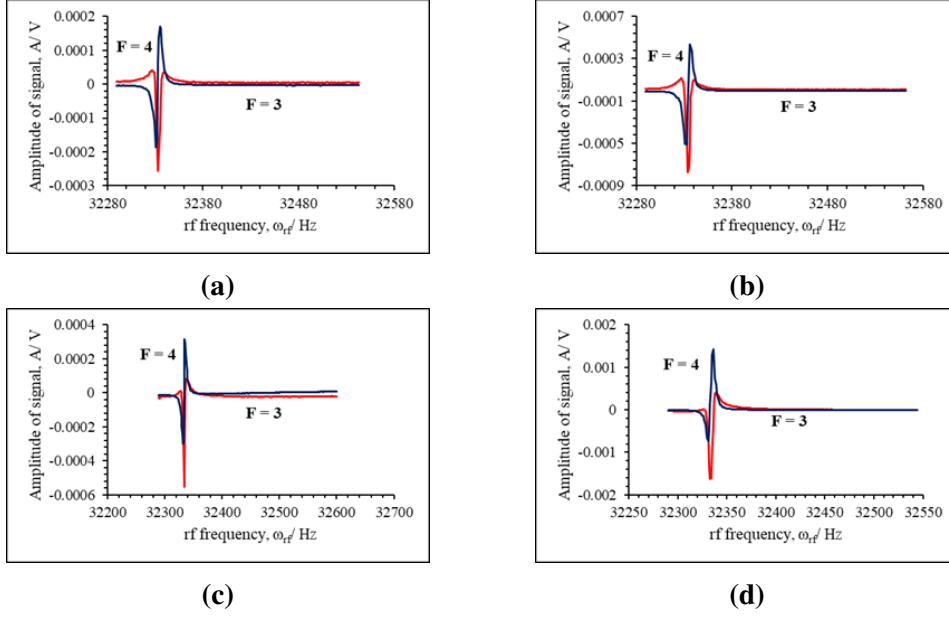 0.0002
0.0001
0
-0.0001
-0.0002
-0.0003
Amplitude of signal, A/ V
F = 4
F = 3
32280 32380 32480 32580
rf frequency, ωrf/ Hz
(a)
0.0007
0.0003
-0.0001
-0.0005
-0.0009
Amplitude of signal, A/ V
F = 4
F = 3
32280 32380 32480 32580
rf frequency, ωrf/ Hz
(b)
0.0004
0.0002
0
-0.0002
-0.0004
-0.0006
Amplitude of signal, A/ V
F = 4
F = 3
32200 32300 32400 32500 32600 32700
rf frequency, ωrf/ Hz
(c)
0.002
0.001
0
-0.001
-0.002
Amplitude of signal, A/ V
F = 4
F = 3
32250 32300 32350 32400 32450 32500 32550
rf frequency, ωrf/ Hz
(d)